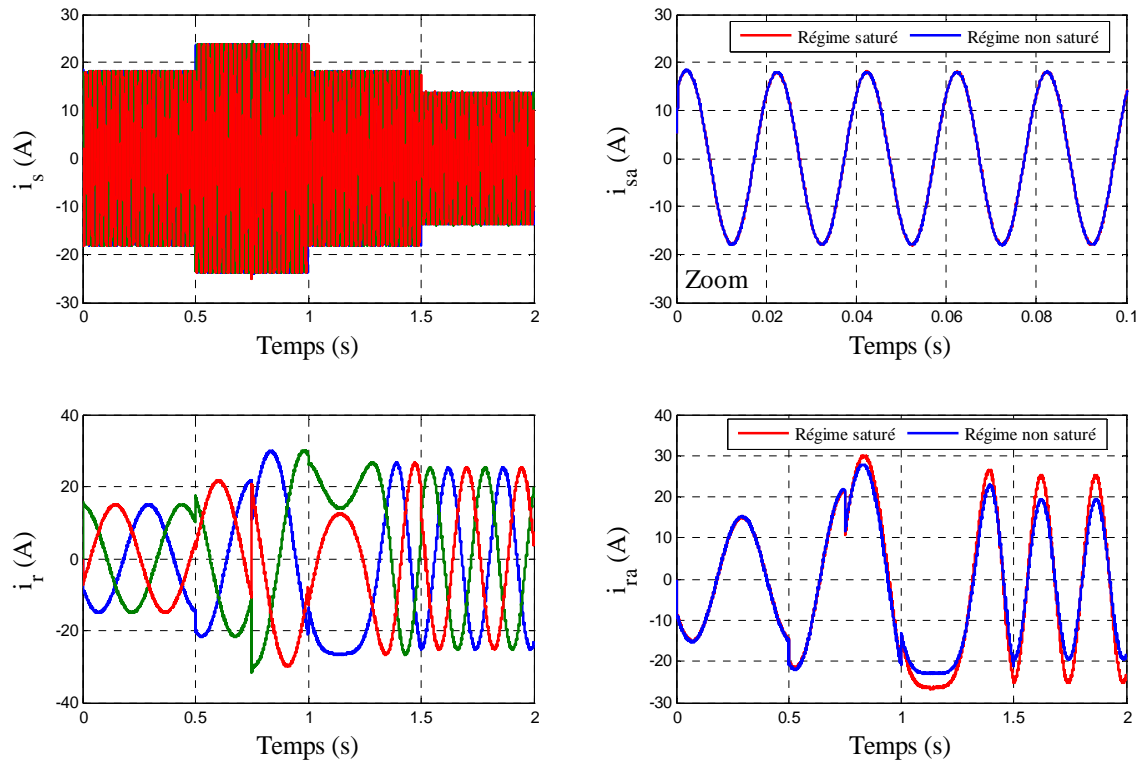 30
20
10
0
-10
-20
-30
0 0.5 1 1.5 2
i_s (A)
Temps (s)
Régime saturé Régime non saturé
30
20
10
0
-10
-20
-30
0 0.02 0.04 0.06 0.08 0.1
i_sa (A)
Zoom
Temps (s)
40
20
0
-20
-40
0 0.5 1 1.5 2
i_r (A)
Temps (s)
Régime saturé Régime non saturé
40
30
20
10
0
-10
-20
-30
0 0.5 1 1.5 2
i_ra (A)
Temps (s)